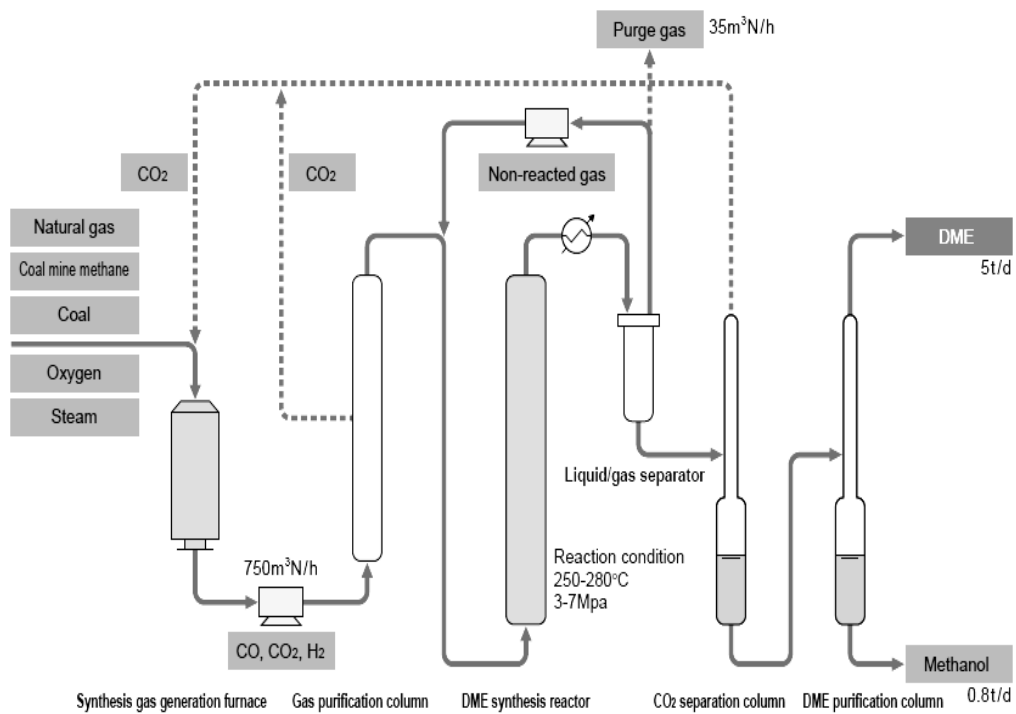 Purge gas
35m³N/h
CO₂
CO₂
Non-reacted gas
Natural gas
Coal mine methane
Coal
Oxygen
Steam
DME
5t/d
Liquid/gas separator
Reaction condition
250-280°C
3-7Mpa
750m³N/h
CO, CO₂, H₂
Methanol
0.8t/d
Synthesis gas generation furnace
Gas purification column
DME synthesis reactor
CO₂ separation column
DME purification column